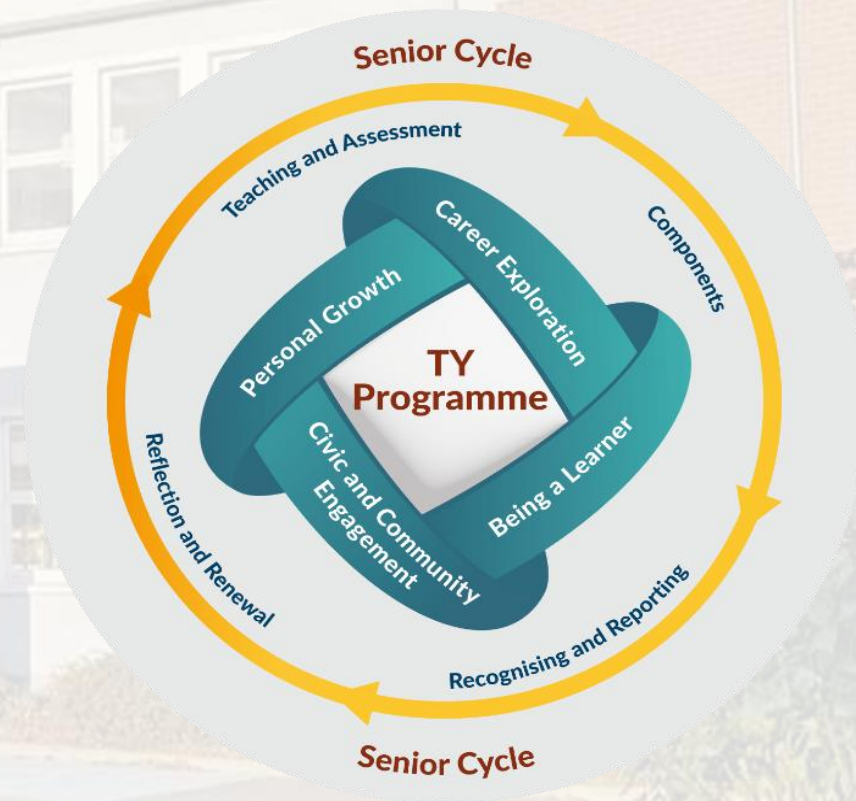 Senior Cycle
Teaching and Assessment
Components
Career Exploration
Personal Growth
TY
Programme
Being a Learner
Civic and Community
Engagement
Reflection and Renewal
Recognising and Reporting
Senior Cycle